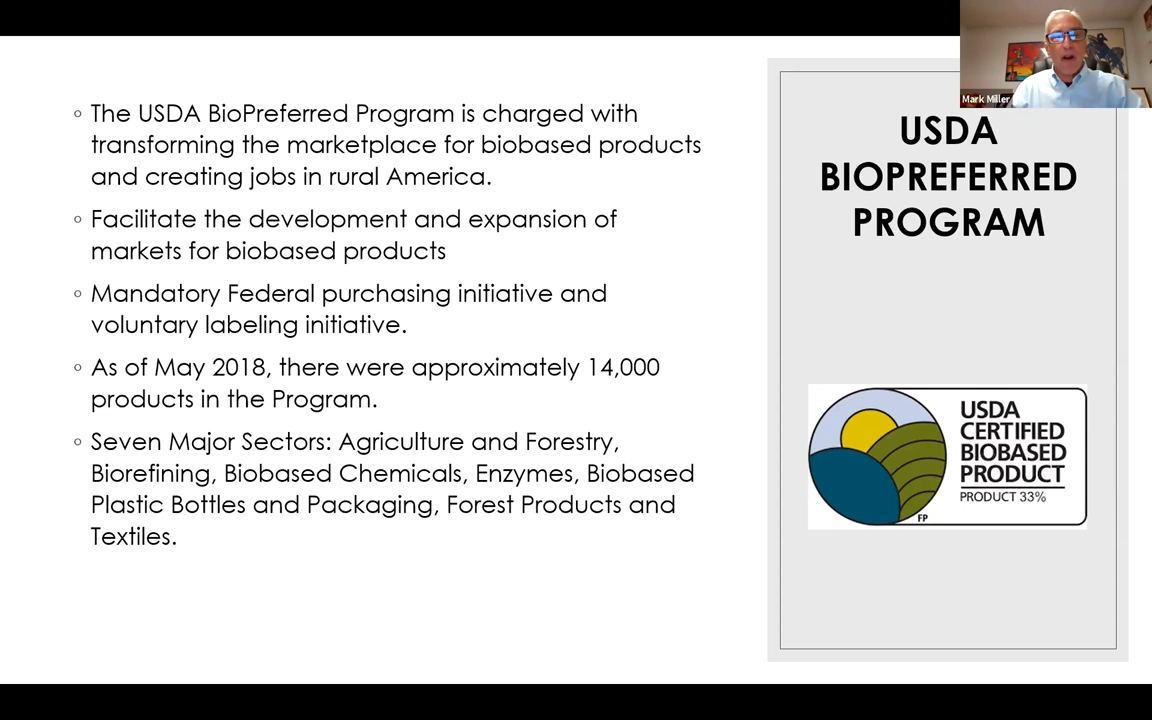 Mark Miller
USDA
BIOPREFERRED
PROGRAM
◦ The USDA BioPreferred Program is charged with
transforming the marketplace for biobased products
and creating jobs in rural America.
◦ Facilitate the development and expansion of
markets for biobased products
◦ Mandatory Federal purchasing initiative and
voluntary labeling initiative.
◦ As of May 2018, there were approximately 14,000
products in the Program.
◦ Seven Major Sectors: Agriculture and Forestry,
Biorefining, Biobased Chemicals, Enzymes, Biobased
Plastic Bottles and Packaging, Forest Products and
Textiles.
USDA
CERTIFIED
BIOBASED
PRODUCT
PRODUCT 33%
FP